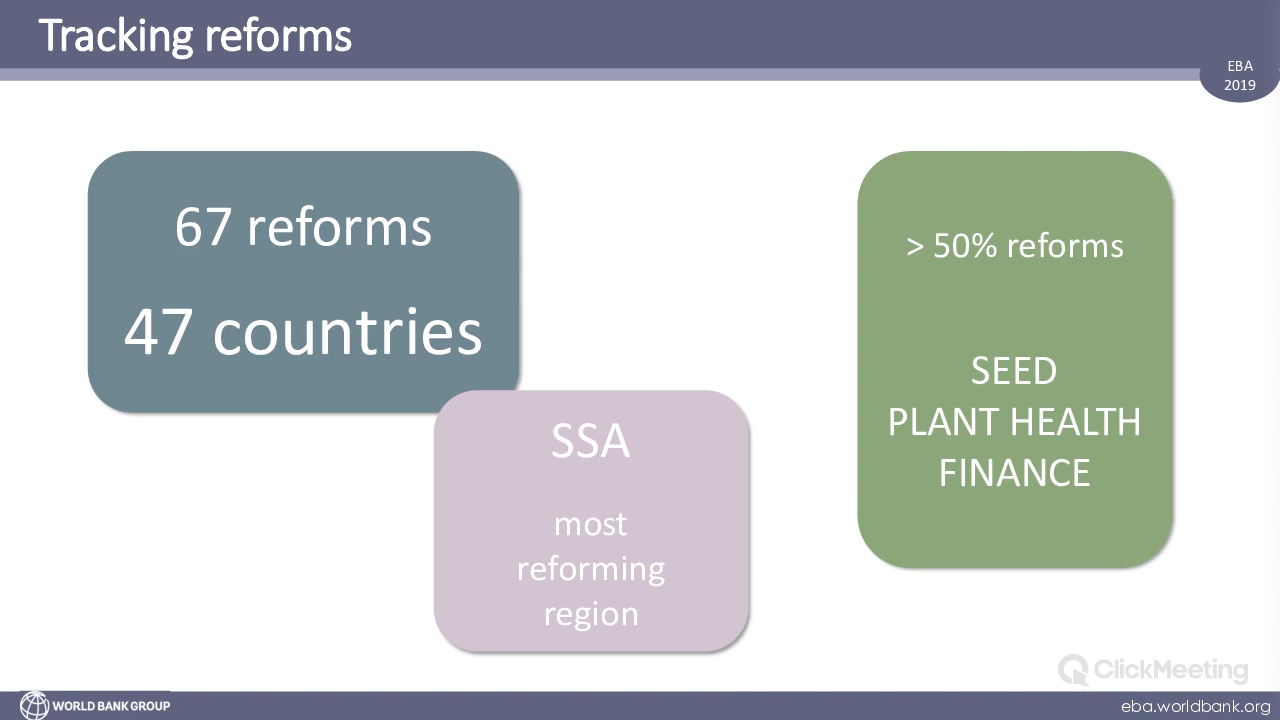 Tracking reforms
EBA
2019
67 reforms
47 countries
SSA
most
reforming
region
> 50% reforms
SEED
PLANT HEALTH
FINANCE
ClickMeeting
WORLD BANK GROUP
eba.worldbank.org